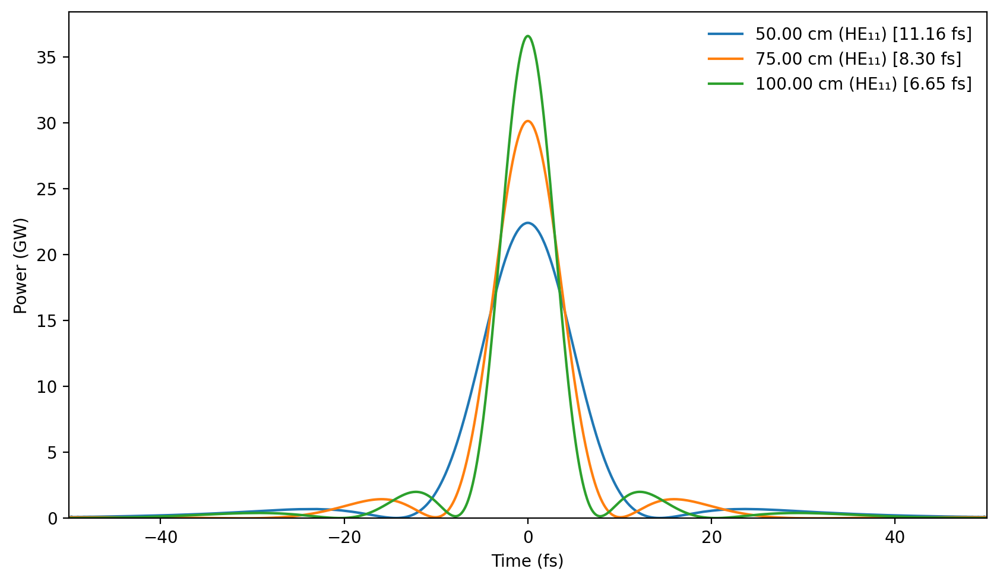 50.00 cm (HE₁₁) [11.16 fs]
75.00 cm (HE₁₁) [8.30 fs]
100.00 cm (HE₁₁) [6.65 fs]
Power (GW)
35
30
25
20
15
10
5
0
−40 −20 0 20 40
Time (fs)